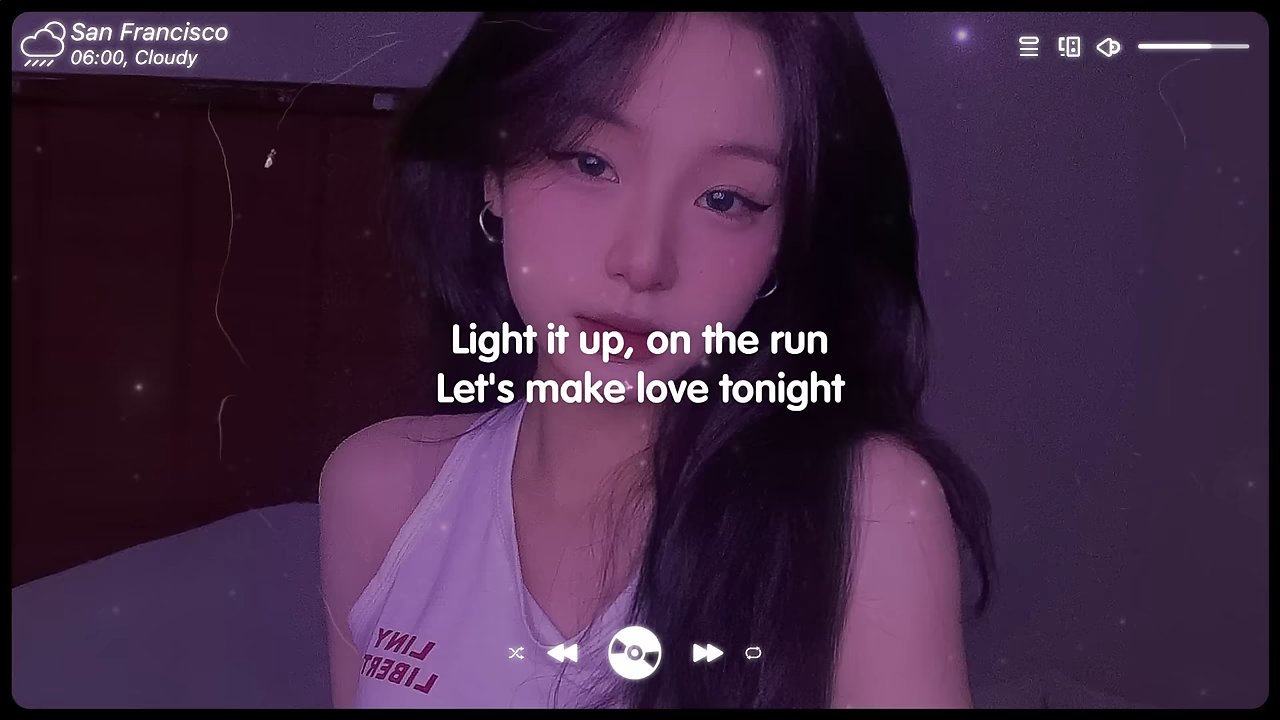 San Francisco
06:00, Cloudy
Light it up, on the run
Let's make love tonight
LINY
LIBERT